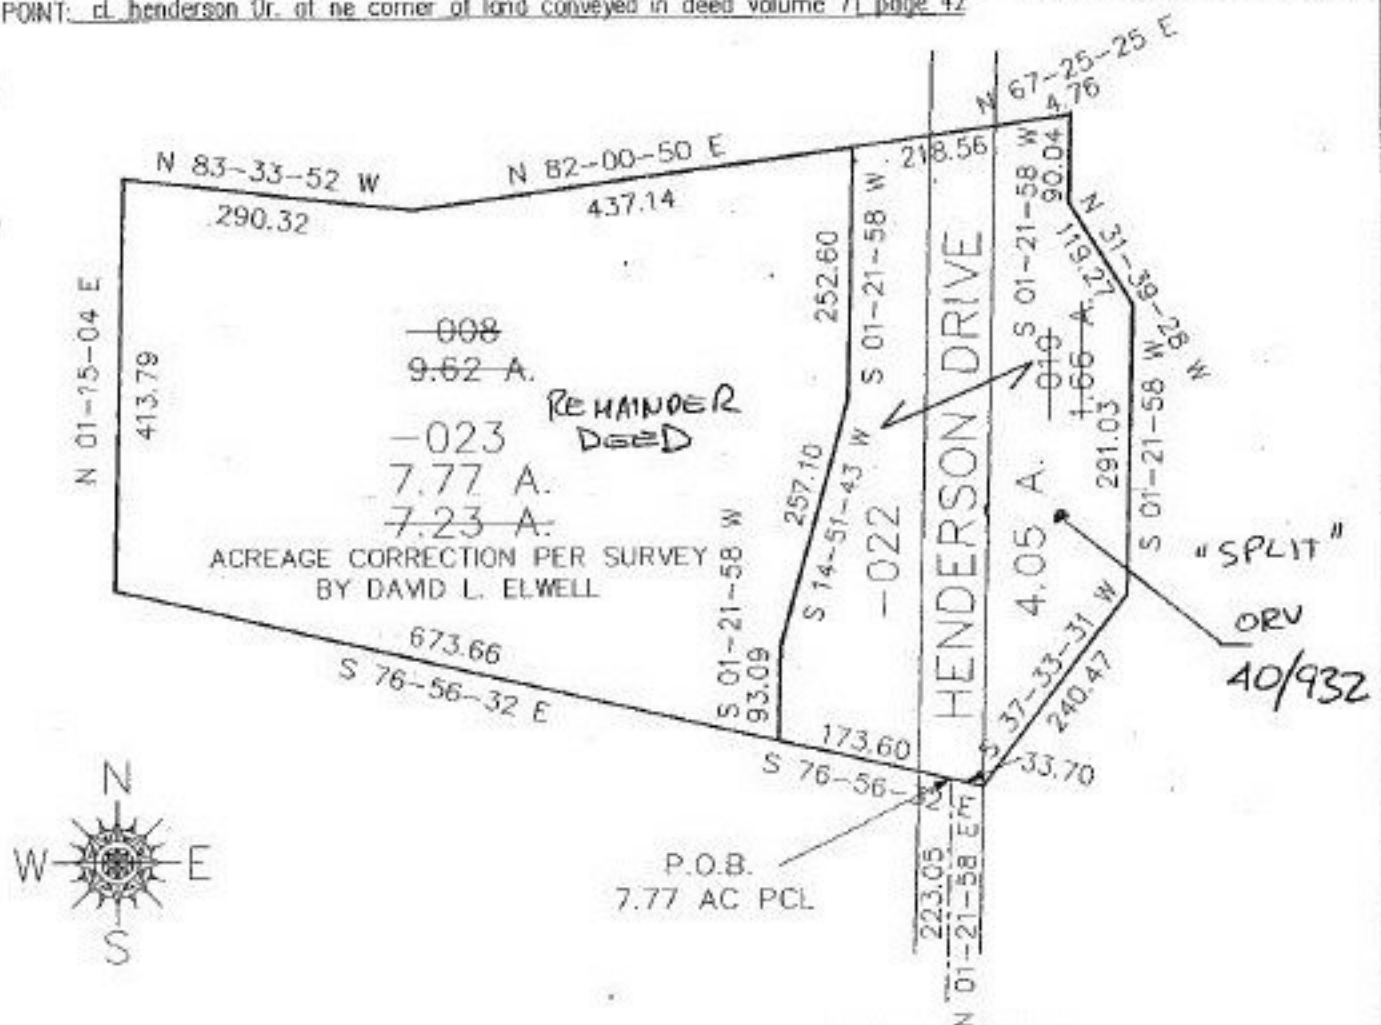 POINT: cL henderson Dr. at ne corner of land conveyed in deed volume 71 page 42
N 67-25-25 E
4.76
N 83-33-52 W
290.32
N 82-00-50 E
437.14
218.56
S 01-21-58 W
90.04
N 31-39-28 W
119.27
252.60
S 01-21-58 W
N 01-15-04 E
413.79
008
9.62 A.
REMAINDER
DEED
-023
7.77 A.
7.23 A.
ACREAGE CORRECTION PER SURVEY
BY DAVID L. ELWELL
257.10
S 14-51-43 W
-022
HENDERSON DRIVE
4.05 A.
019
1.66 A.
291.03
S 01-21-58 W
"SPLIT"
ORV
40/932
S 01-21-58 W
93.09
673.66
S 76-56-32 E
173.60
S 76-56-32 E
S 37-33-31 W
240.47
33.70
P.O.B.
7.77 AC PCL
223.05
N 01-21-58 E
N
W E
S